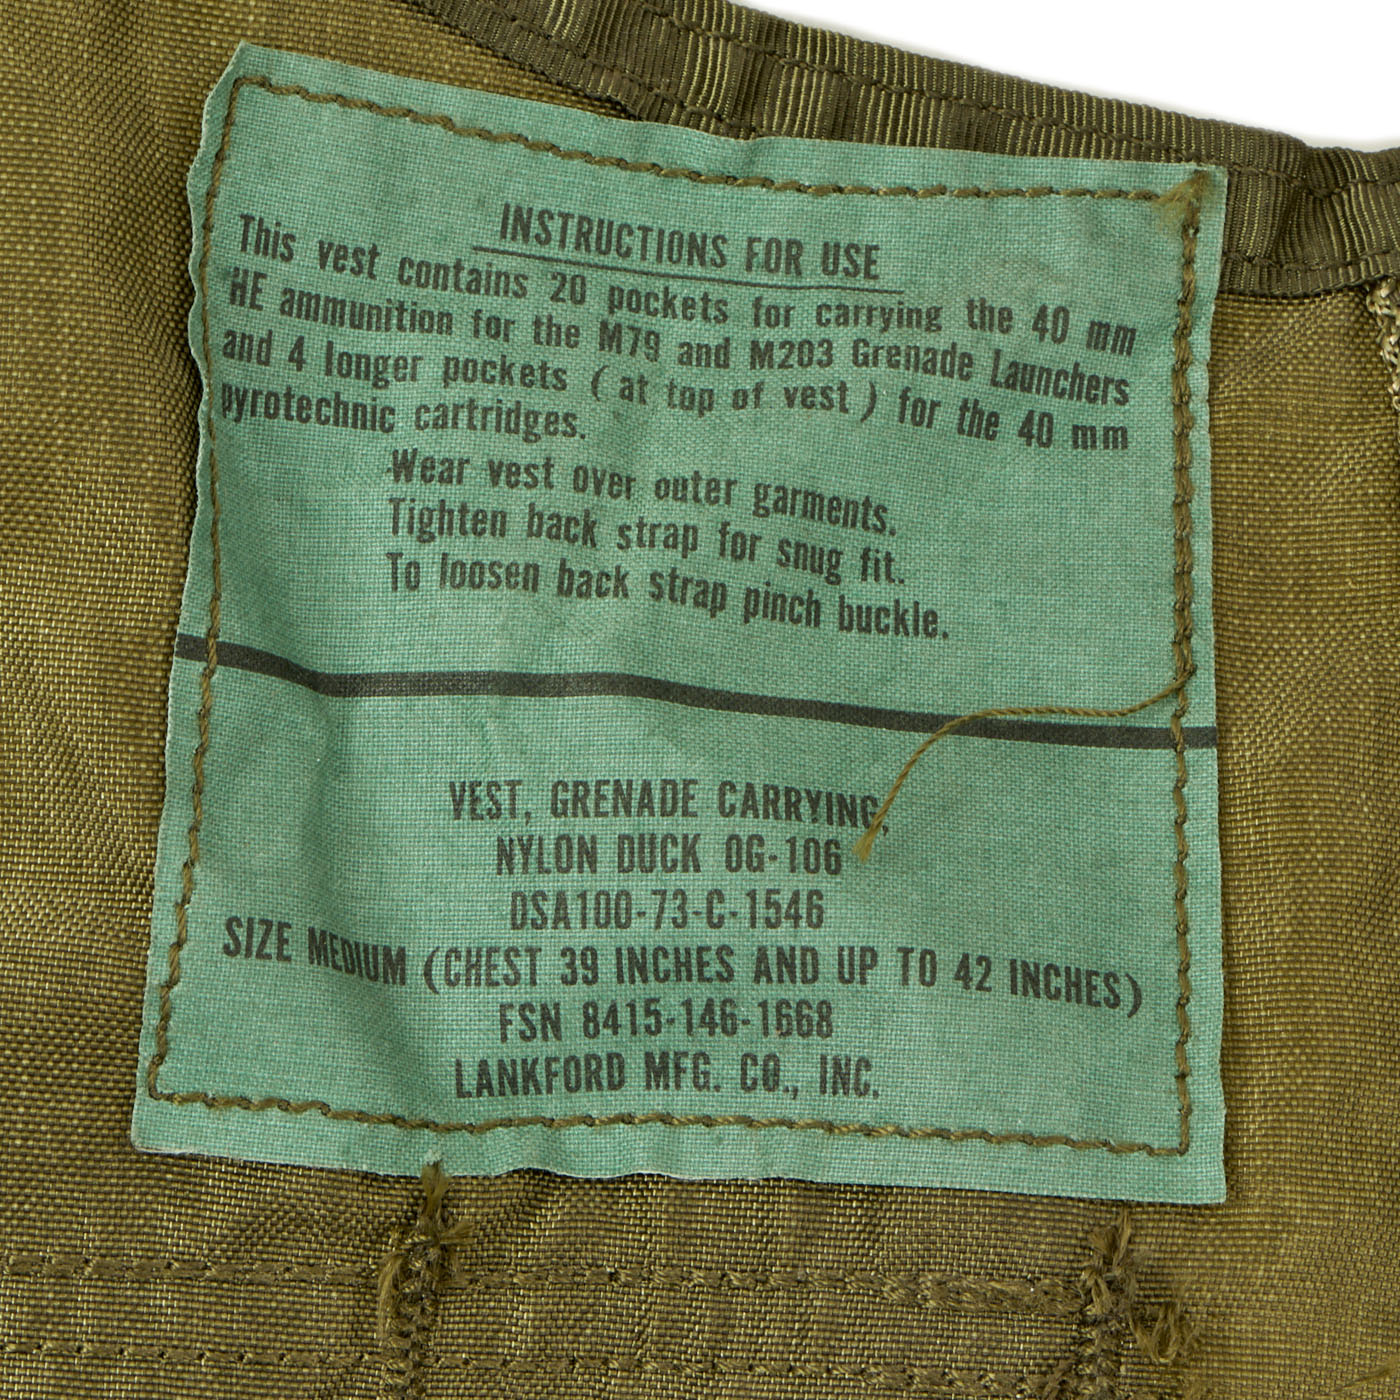 INSTRUCTIONS FOR USE
This vest contains 20 pockets for carrying the 40 mm
HE ammunition for the M79 and M203 Grenade Launchers
and 4 longer pockets (at top of vest) for the 40 mm
pyrotechnic cartridges.
Wear vest over outer garments.
Tighten back strap for snug fit.
To loosen back strap pinch buckle.
VEST, GRENADE CARRYING,
NYLON DUCK OG-106
DSA100-73-C-1546
SIZE MEDIUM (CHEST 39 INCHES AND UP TO 42 INCHES)
FSN 8415-146-1668
LANKFORD MFG. CO., INC.